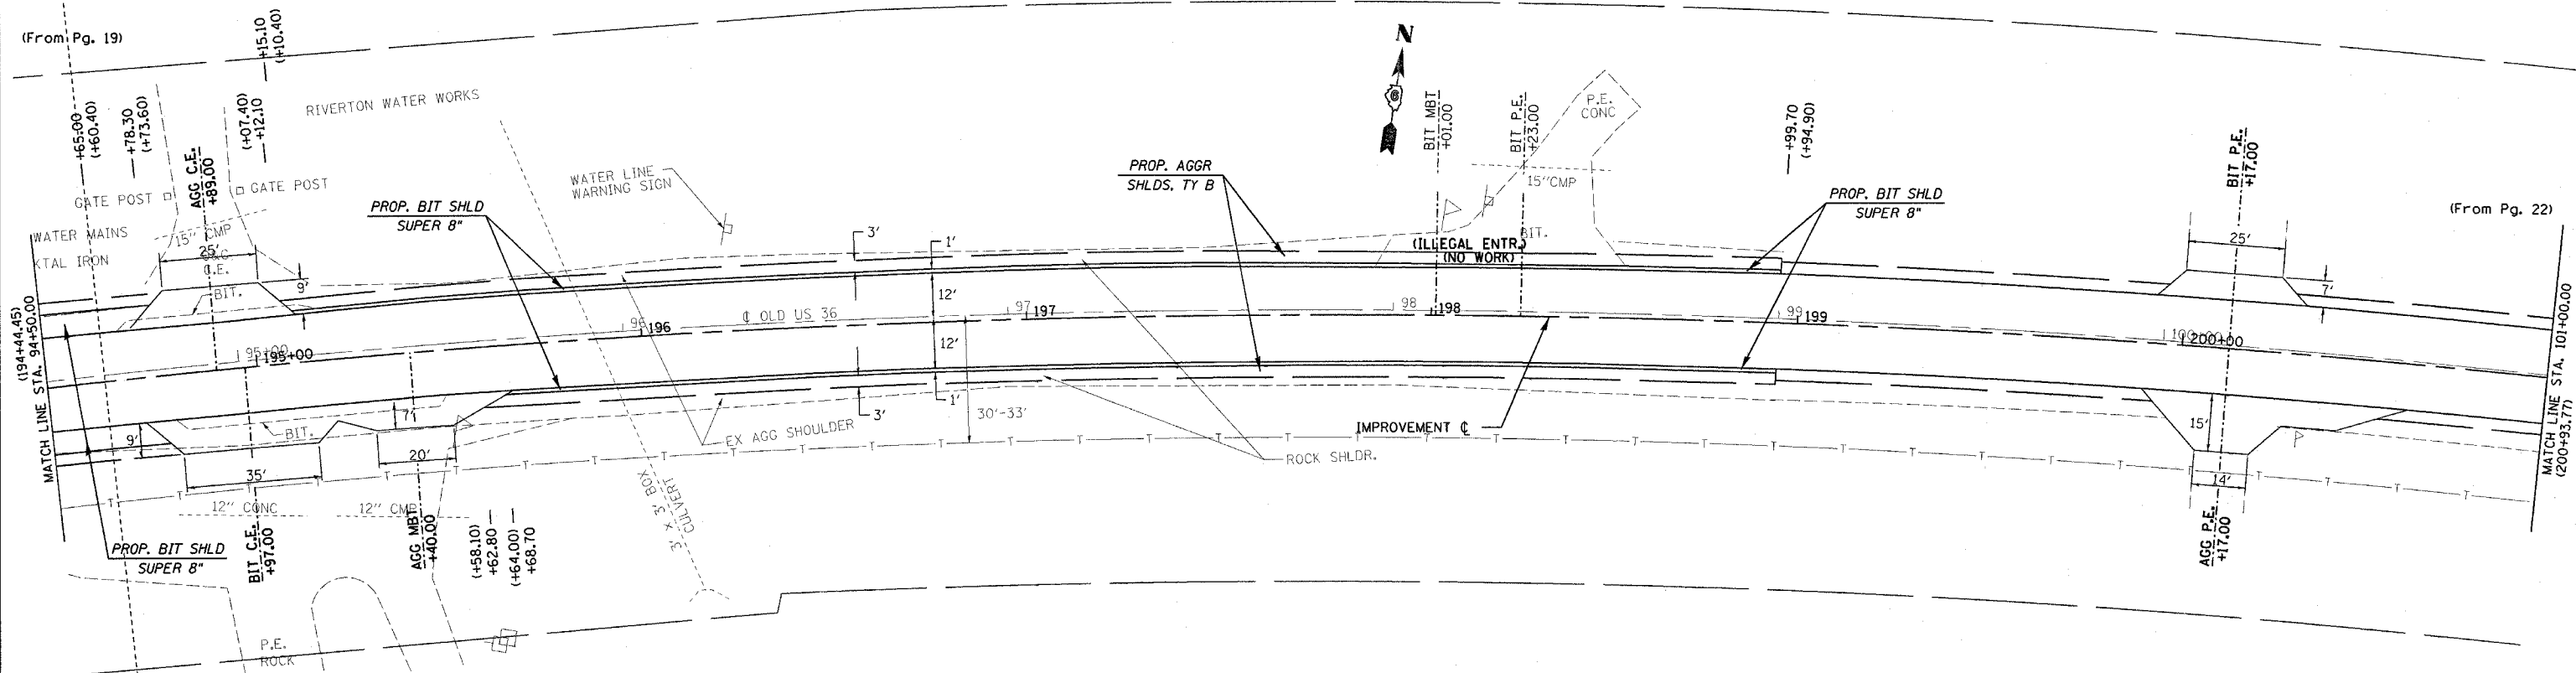 (From Pg. 19)
+15.10
(+10.40)
+65.00
(+60.40)
+78.30
(+73.60)
(+07.40)
+12.10
AGG C.E.
+89.00
RIVERTON WATER WORKS
GATE POST
GATE POST
WATER MAINS
XTAL IRON
15" CMP
25'
C.E.
9'
BIT.
PROP. BIT SHLD
SUPER 8"
WATER LINE
WARNING SIGN
3'
1'
12'
12'
3'
1'
N
PROP. AGGR
SHLDS, TY B
BIT MBT
+01.00
BIT P.E.
+23.00
P.E.
CONC
15"CMP
+99.70
(+94.90)
(ILLEGAL ENTR.)
BIT.
(NO WORK)
PROP. BIT SHLD
SUPER 8"
BIT P.E.
+17.00
25'
7'
(From Pg. 22)
(194+44.45)
MATCH LINE STA. 94+50.00
95+00
195+00
96
196
℄ OLD US 36
97
197
98
198
99
199
100+00
200+00
MATCH LINE STA. 101+00.00
(200+93.77)
9'
BIT.
7'
35'
20'
12" CONC
12" CMP
EX AGG SHOULDER
30'-33'
IMPROVEMENT ℄
ROCK SHLDR.
15'
14'
AGG P.E.
+17.00
PROP. BIT SHLD
SUPER 8"
BIT C.E.
+97.00
AGG MBT
+40.00
(+58.10)
+62.80
(+64.00)
+68.70
3' x 3' BOX
CULVERT
P.E.
ROCK